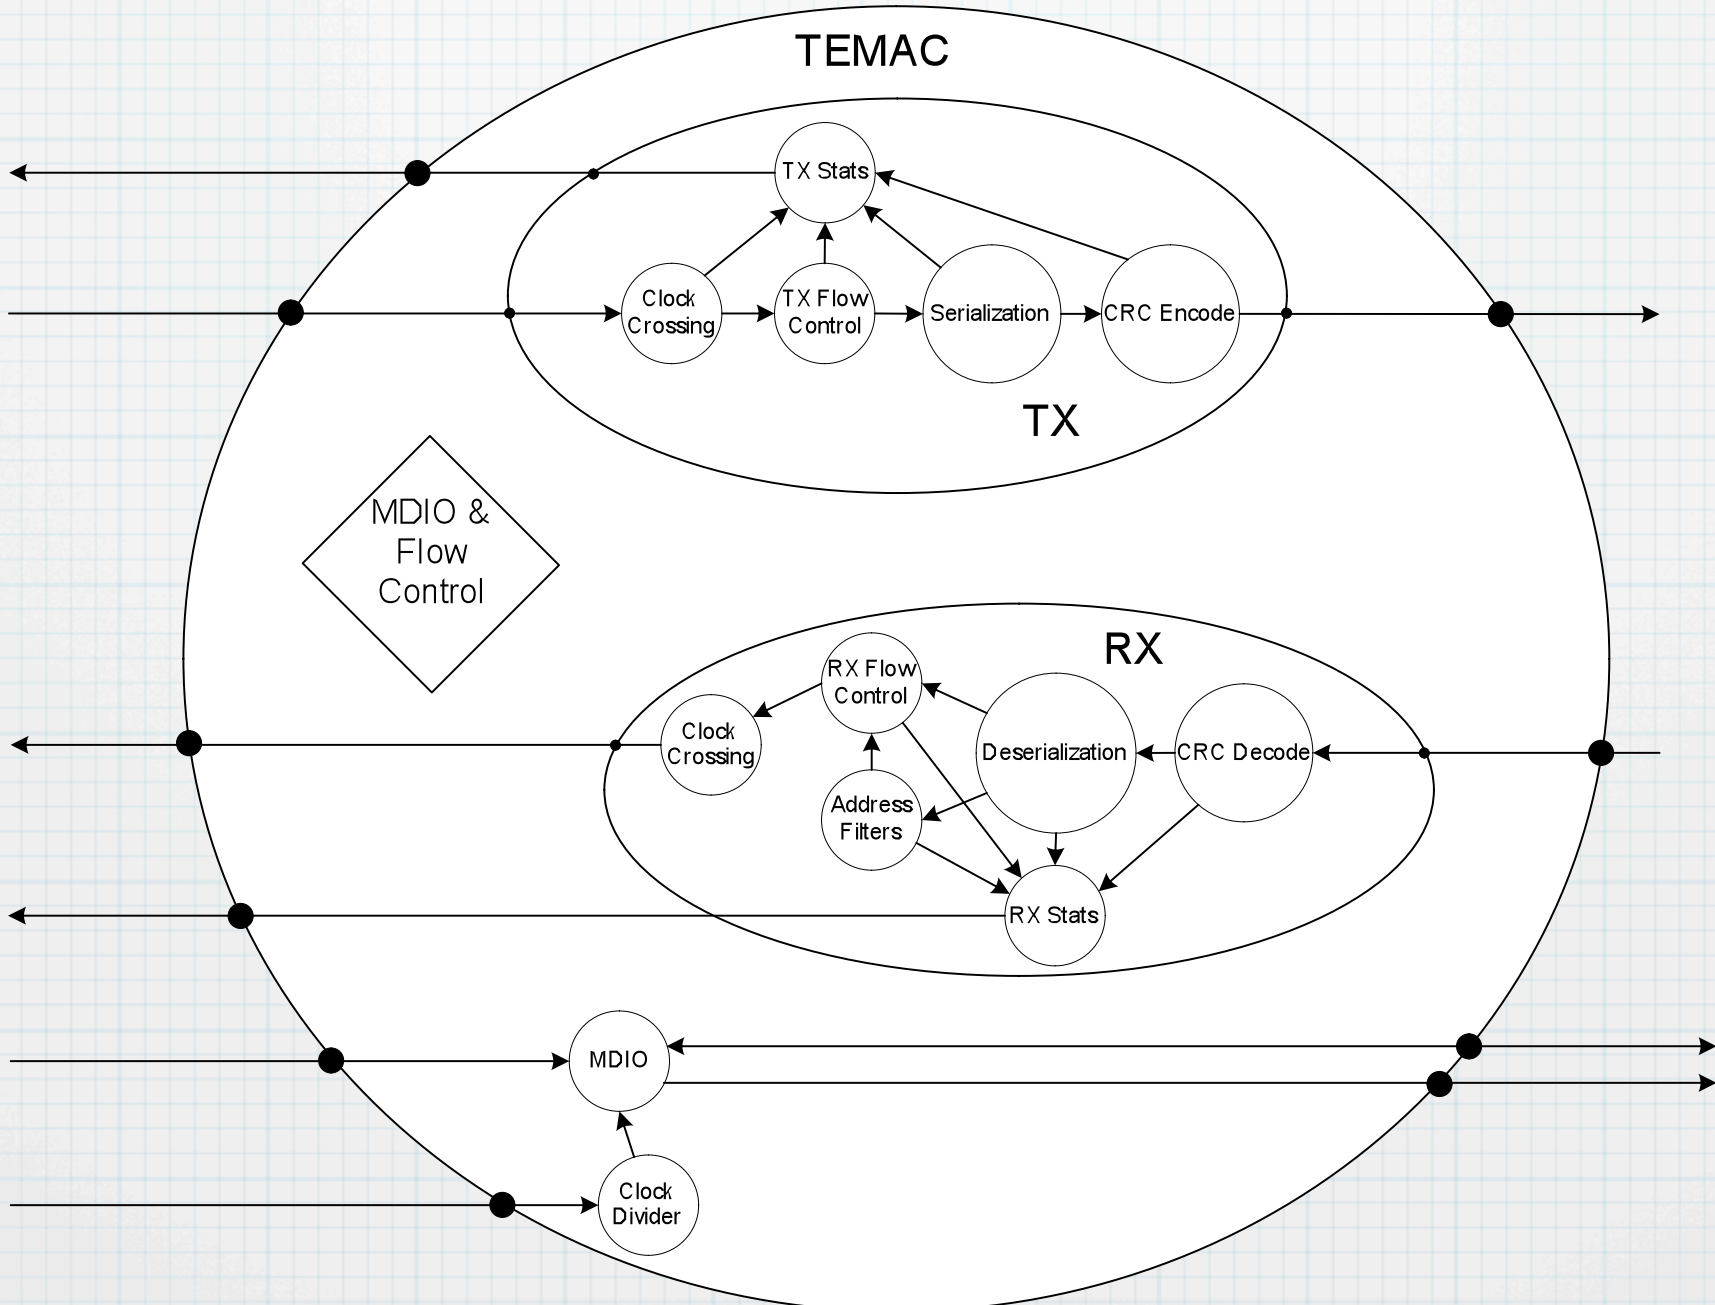 TEMAC
TX Stats
Clock
Crossing
TX Flow
Control
Serialization
CRC Encode
TX
MDIO &
Flow
Control
RX
RX Flow
Control
Clock
Crossing
Deserialization
CRC Decode
Address
Filters
RX Stats
MDIO
Clock
Divider